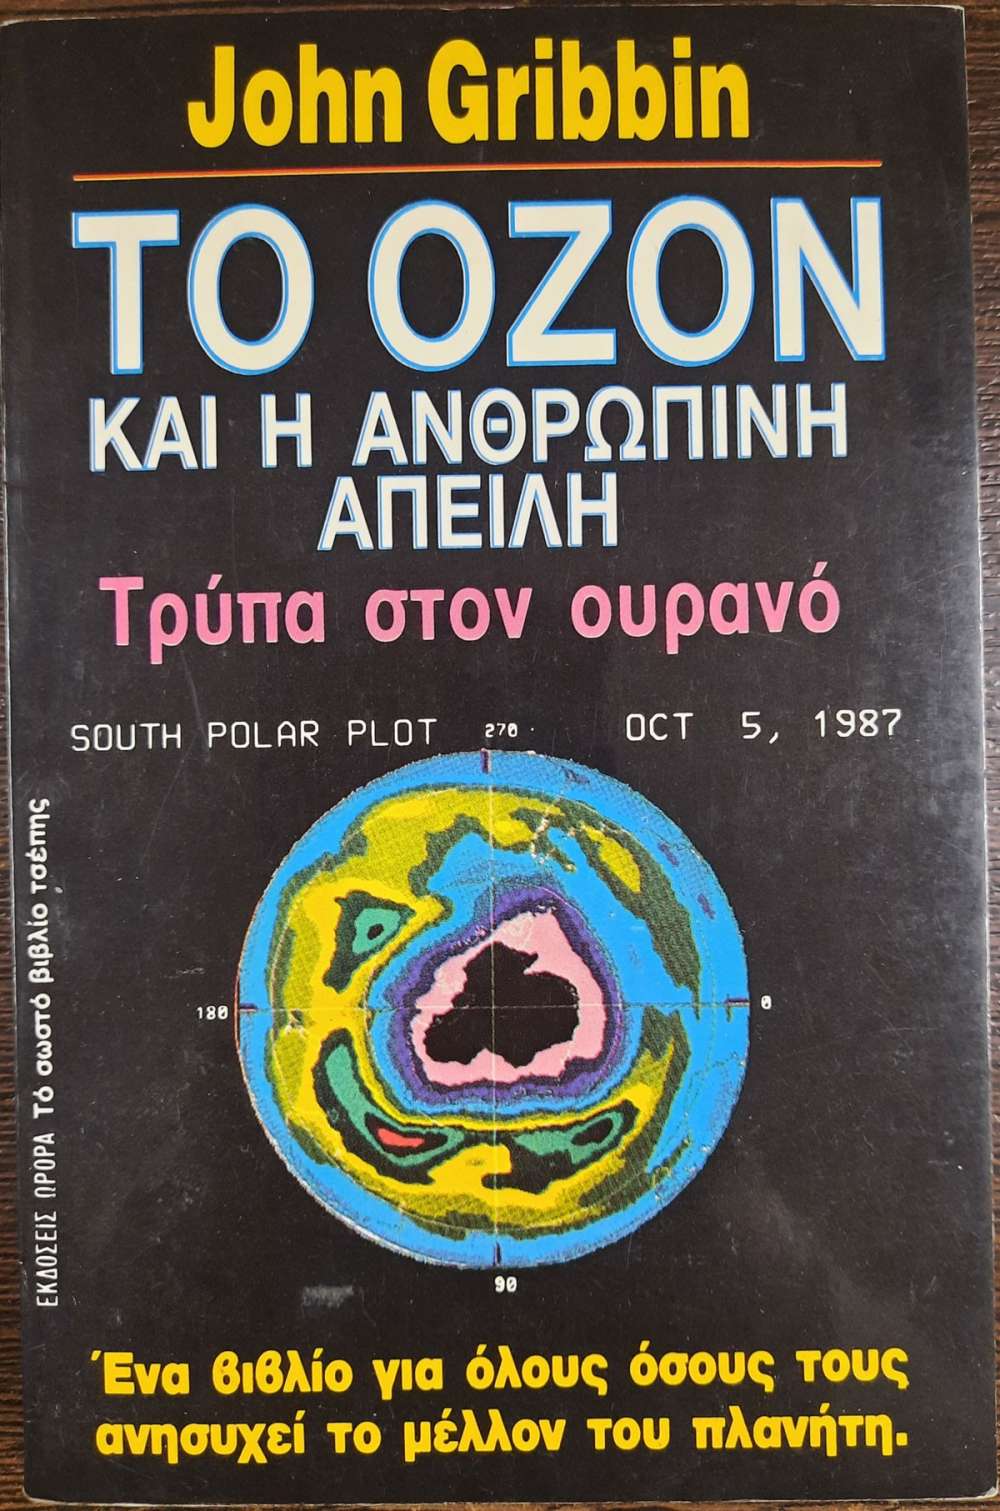 John Gribbin
ΤΟ ΟΖΟΝ
ΚΑΙ Η ΑΝΘΡΩΠΙΝΗ
ΑΠΕΙΛΗ
Τρύπα στον ουρανό
SOUTH POLAR PLOT 270 OCT 5, 1987
180 0
90
ΕΚΔΟΣΕΙΣ ΩΡΟΡΑ Τό σωστό βιβλίο τσέπης
Ένα βιβλίο για όλους όσους τους
ανησυχεί το μέλλον του πλανήτη.